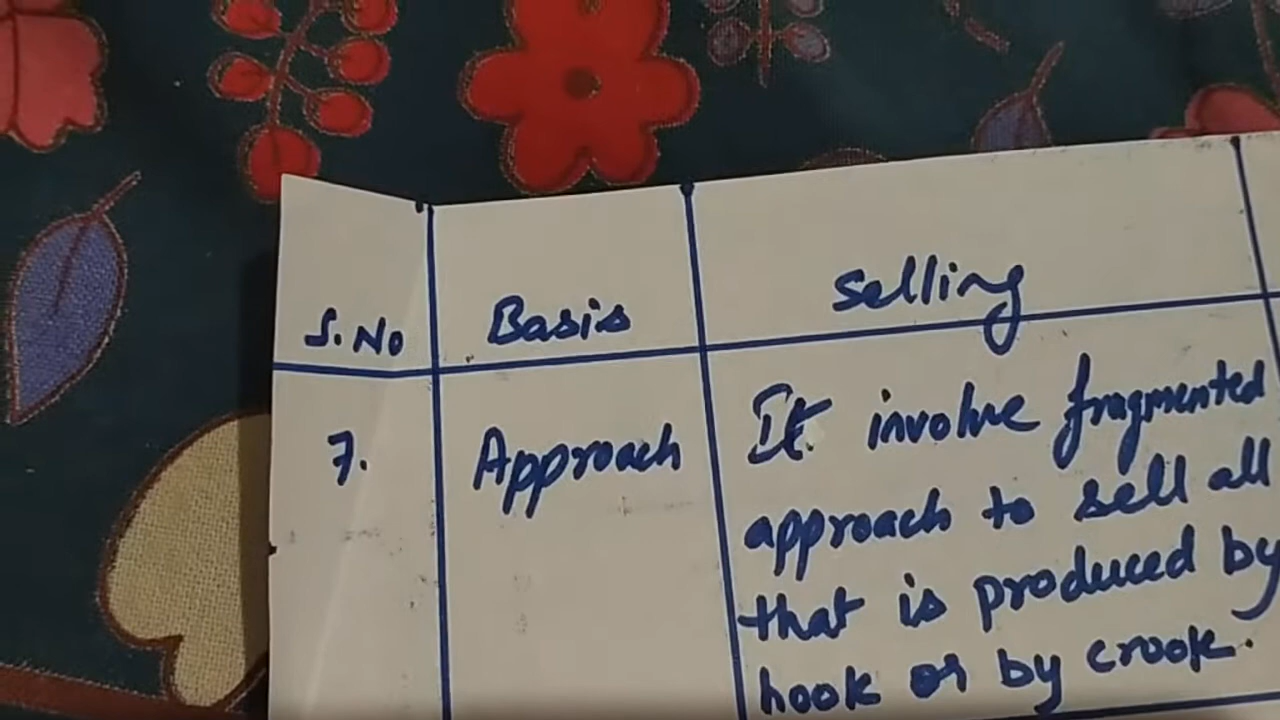 S.No Basis Selling
7. Approach It involve fragmented
approach to sell all
that is produced by
hook or by crook.